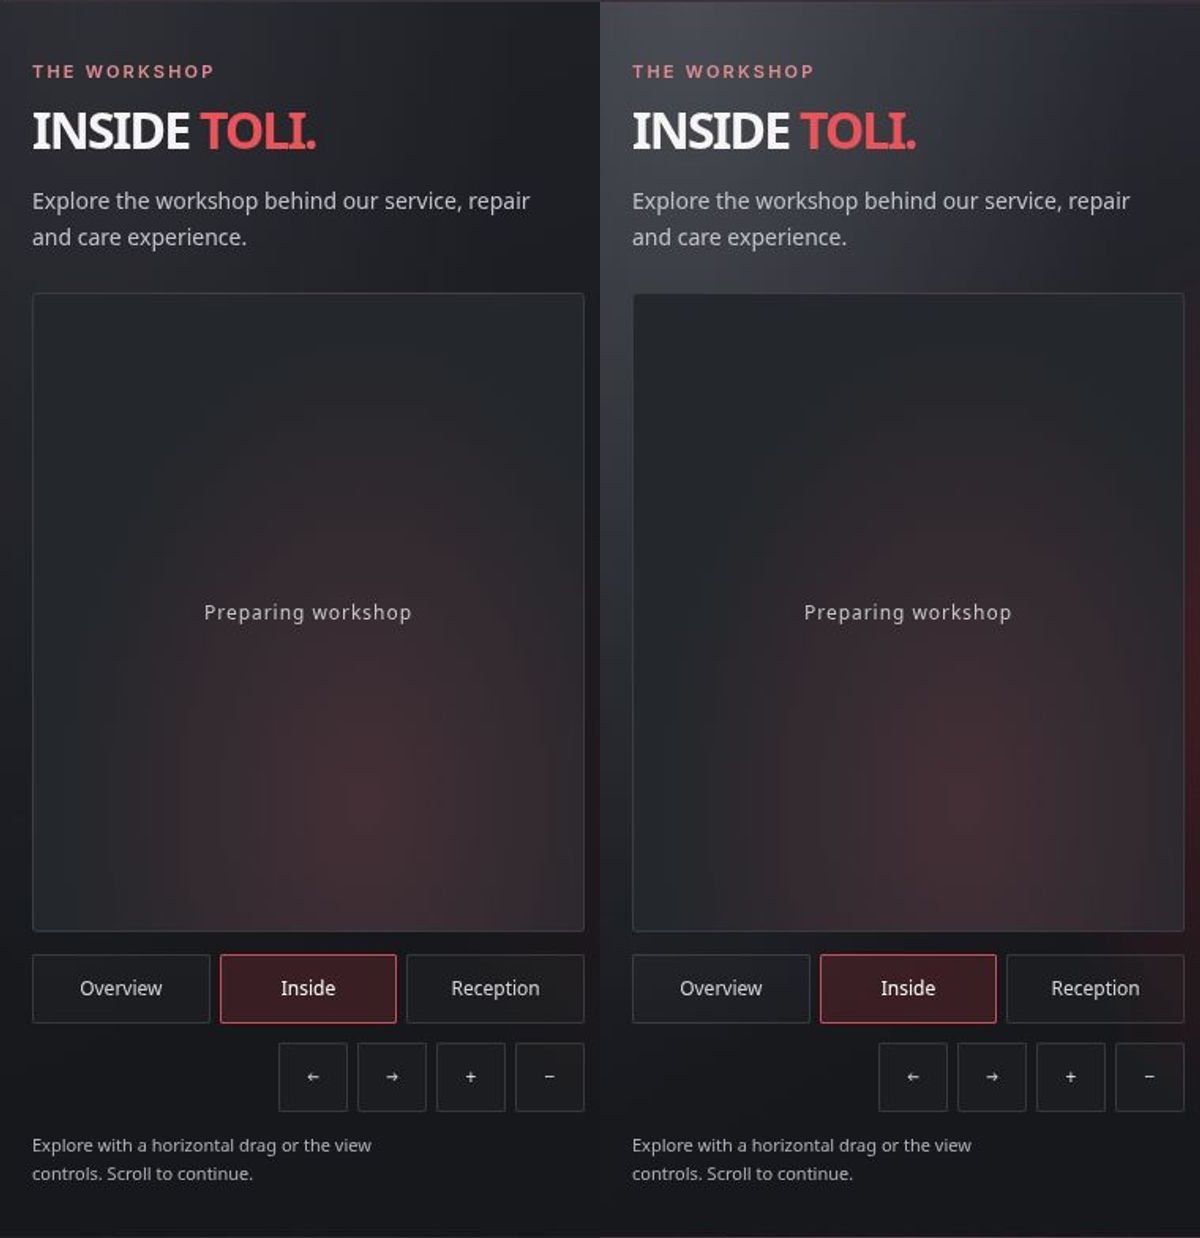 THE WORKSHOP
INSIDE TOLI.
Explore the workshop behind our service, repair
and care experience.
Preparing workshop
Overview Inside Reception
← → + −
Explore with a horizontal drag or the view
controls. Scroll to continue.
THE WORKSHOP
INSIDE TOLI.
Explore the workshop behind our service, repair
and care experience.
Preparing workshop
Overview Inside Reception
← → + −
Explore with a horizontal drag or the view
controls. Scroll to continue.